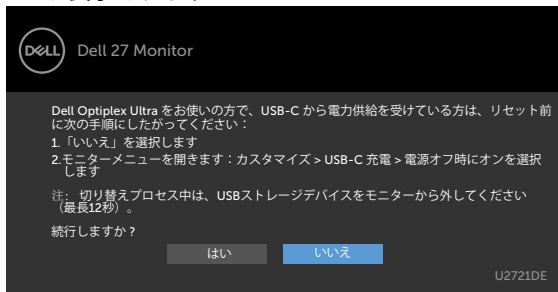 DELL
Dell 27 Monitor
Dell Optiplex Ultra をお使いの方で、USB-C から電力供給を受けている方は、リセット前
に次の手順にしたがってください：
1.「いいえ」を選択します
2.モニターメニューを開きます：カスタマイズ > USB-C 充電 > 電源オフ時にオンを選択
します
注: 切り替えプロセス中は、USBストレージデバイスをモニターから外してください
（最長12秒）。
続行しますか ?
はい いいえ
U2721DE